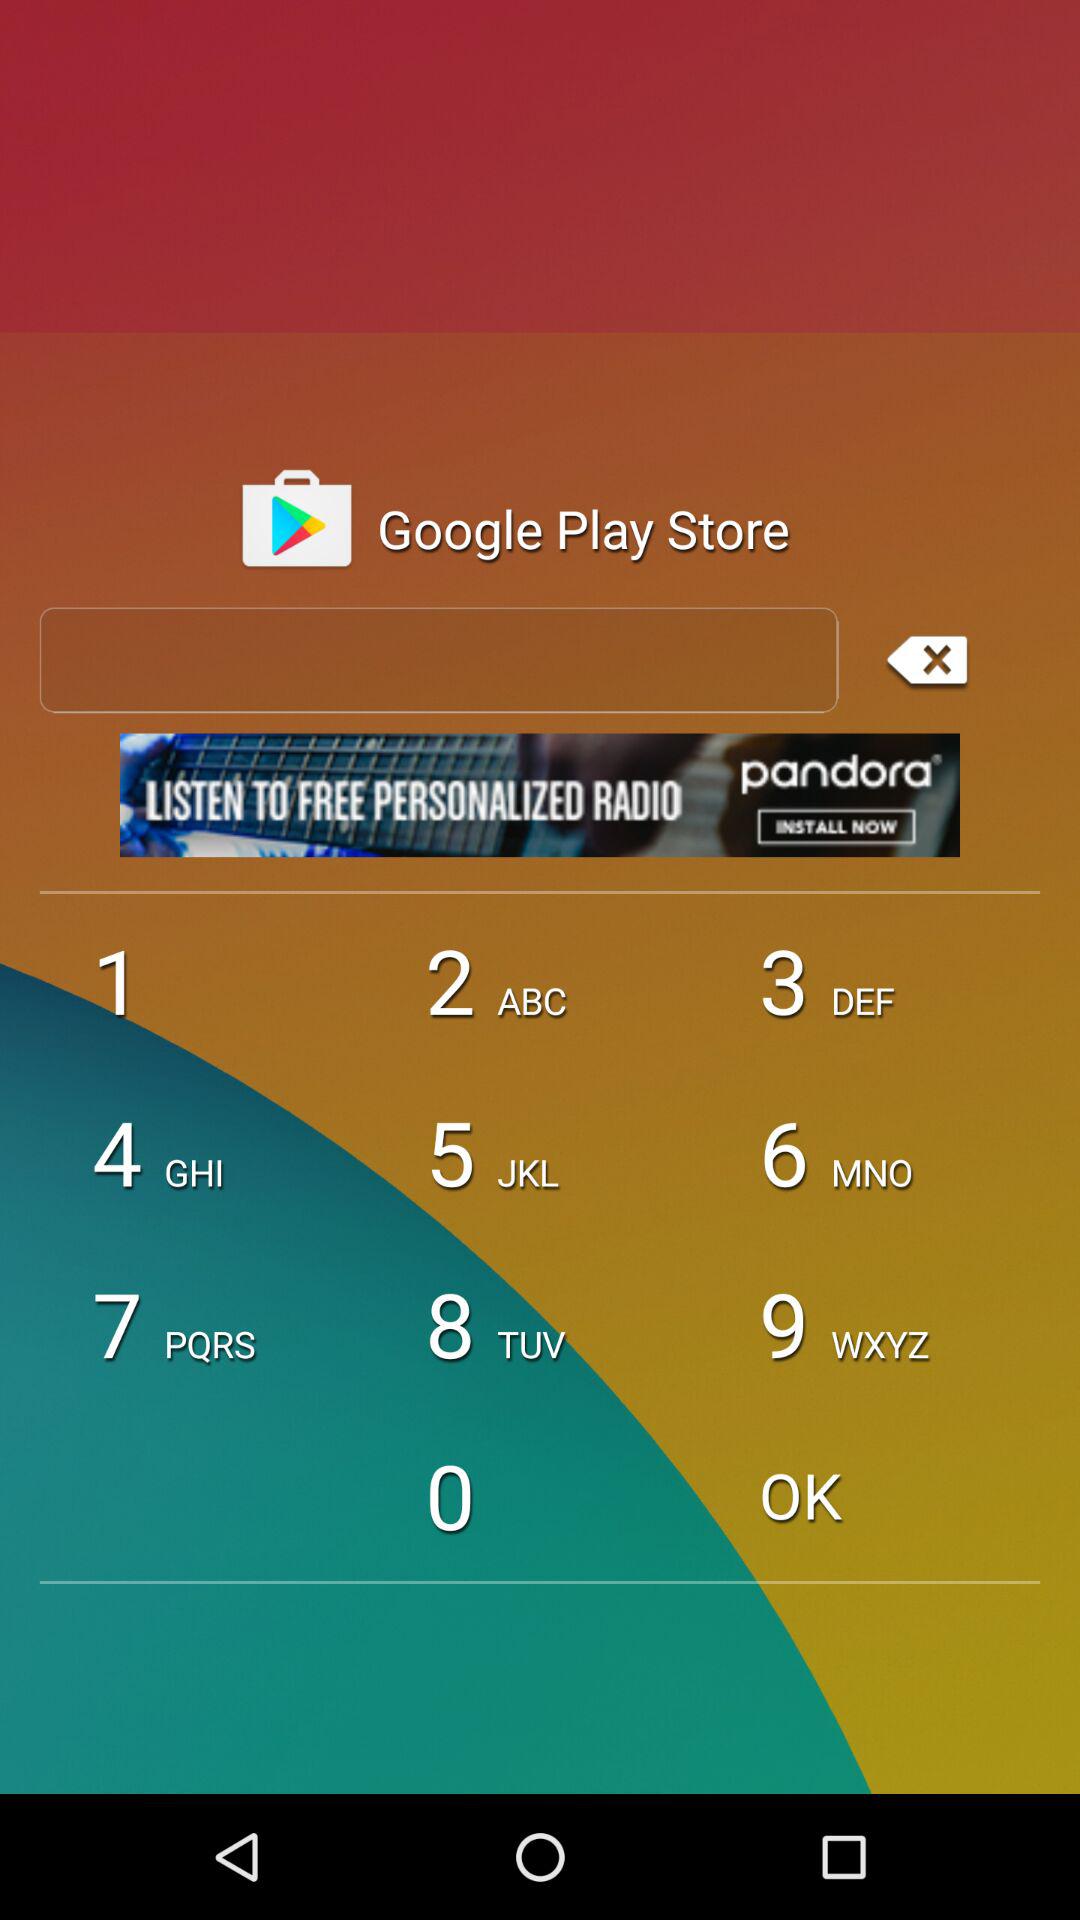 Google Play Store
LISTEN TO FREE PERSONALIZED RADIO
pandora®
INSTALL NOW
1
2 ABC
3 DEF
4 GHI
5 JKL
6 MNO
7 PQRS
8 TUV
9 WXYZ
0
OK